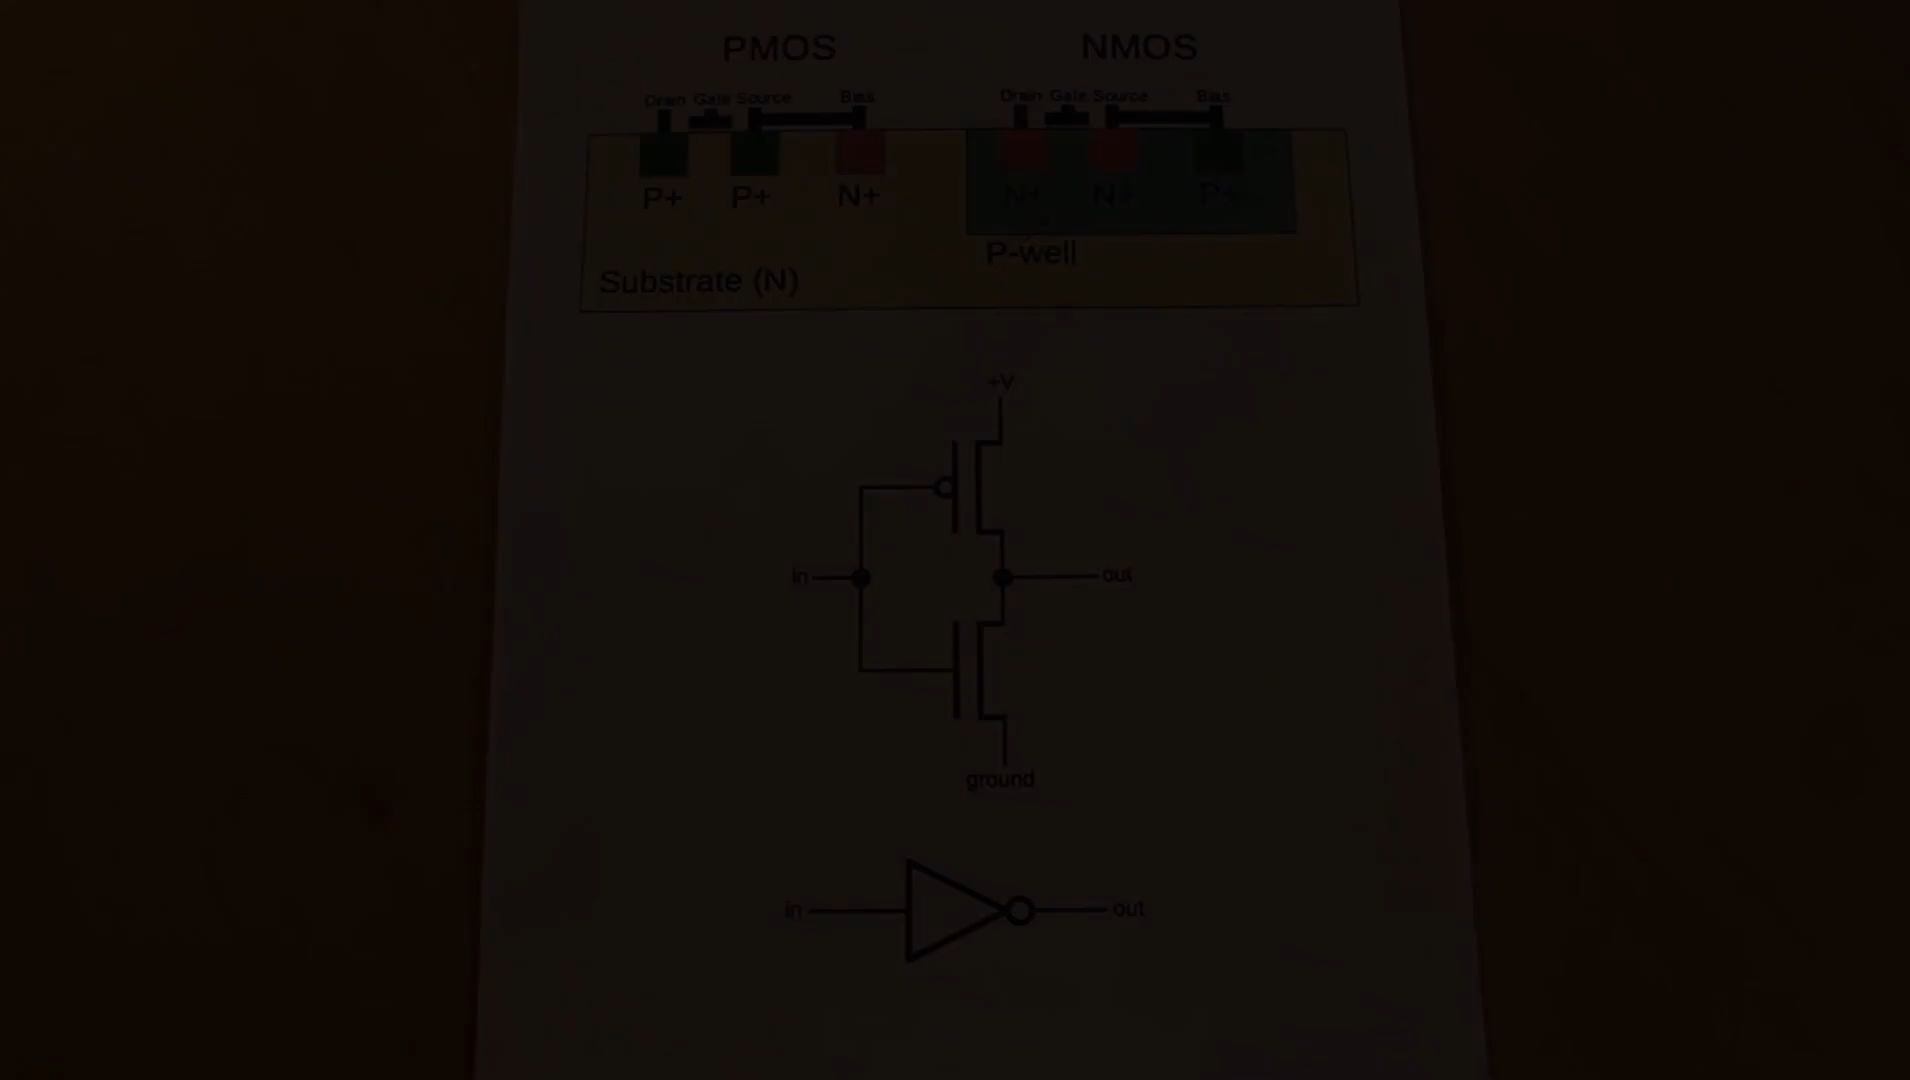 PMOS NMOS
Drain Gate Source Bias Drain Gate Source Bias
P+ P+ N+ N+ N+ P+
P-well
Substrate (N)
+V
in out
ground
in out